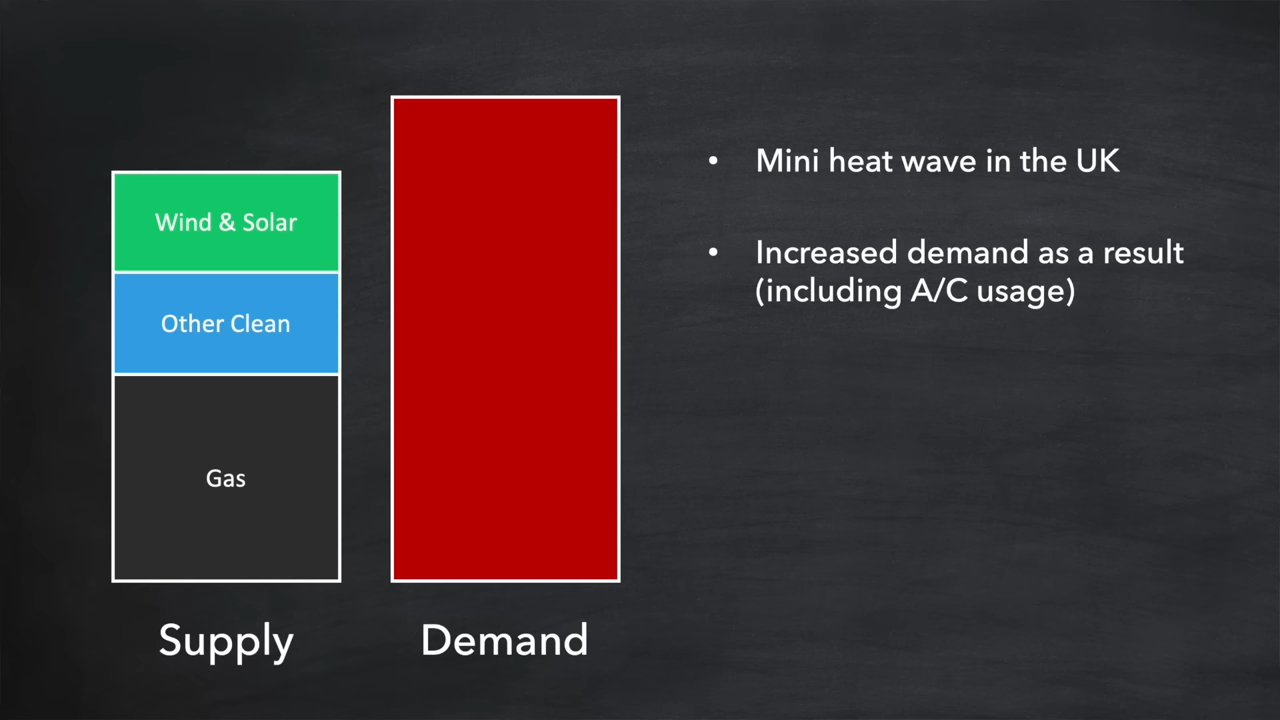 Wind & Solar
Other Clean
Gas
Supply
Demand
• Mini heat wave in the UK
• Increased demand as a result
(including A/C usage)